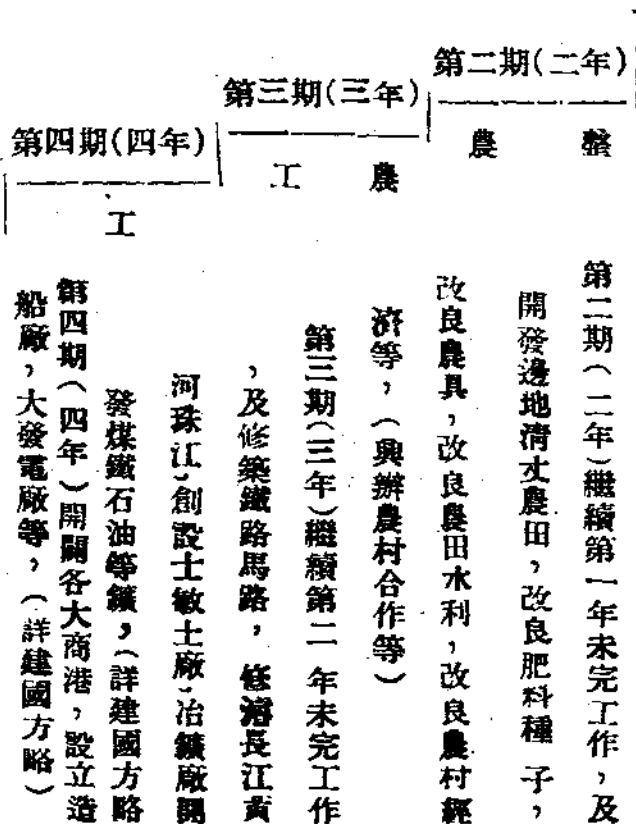 第二期(二年)
整
農
第三期(三年)
農
工
第四期(四年)
工
第二期(二年)繼續第一年未完工作,及
開發邊地清丈農田,改良肥料種子,
改良農具,改良農田水利,改良農村經
濟等,(興辦農村合作等)
第三期(三年)繼續第二年未完工作
,及修築鐵路馬路,修濬長江黃
河珠江、創設士敏土廠、冶鑛廠開
發煤鐵石油等鑛,(詳建國方略
第四期(四年)開闢各大商港,設立造
船廠,大發電廠等,(詳建國方略)